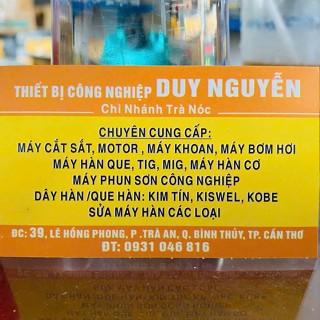 THIẾT BỊ CÔNG NGHIỆP DUY NGUYỄN
Chi Nhánh Trà Nóc
CHUYÊN CUNG CẤP:
MÁY CẮT SẮT, MOTOR , MÁY KHOAN, MÁY BƠM HƠI
MÁY HÀN QUE, TIG, MIG, MÁY HÀN CƠ
MÁY PHUN SƠN CÔNG NGHIỆP
DÂY HÀN /QUE HÀN: KIM TÍN, KISWEL, KOBE
SỬA MÁY HÀN CÁC LOẠI
ĐC: 39, LÊ HỒNG PHONG, P .TRÀ AN, Q. BÌNH THỦY, TP. CẦN THƠ
ĐT: 0931 046 816